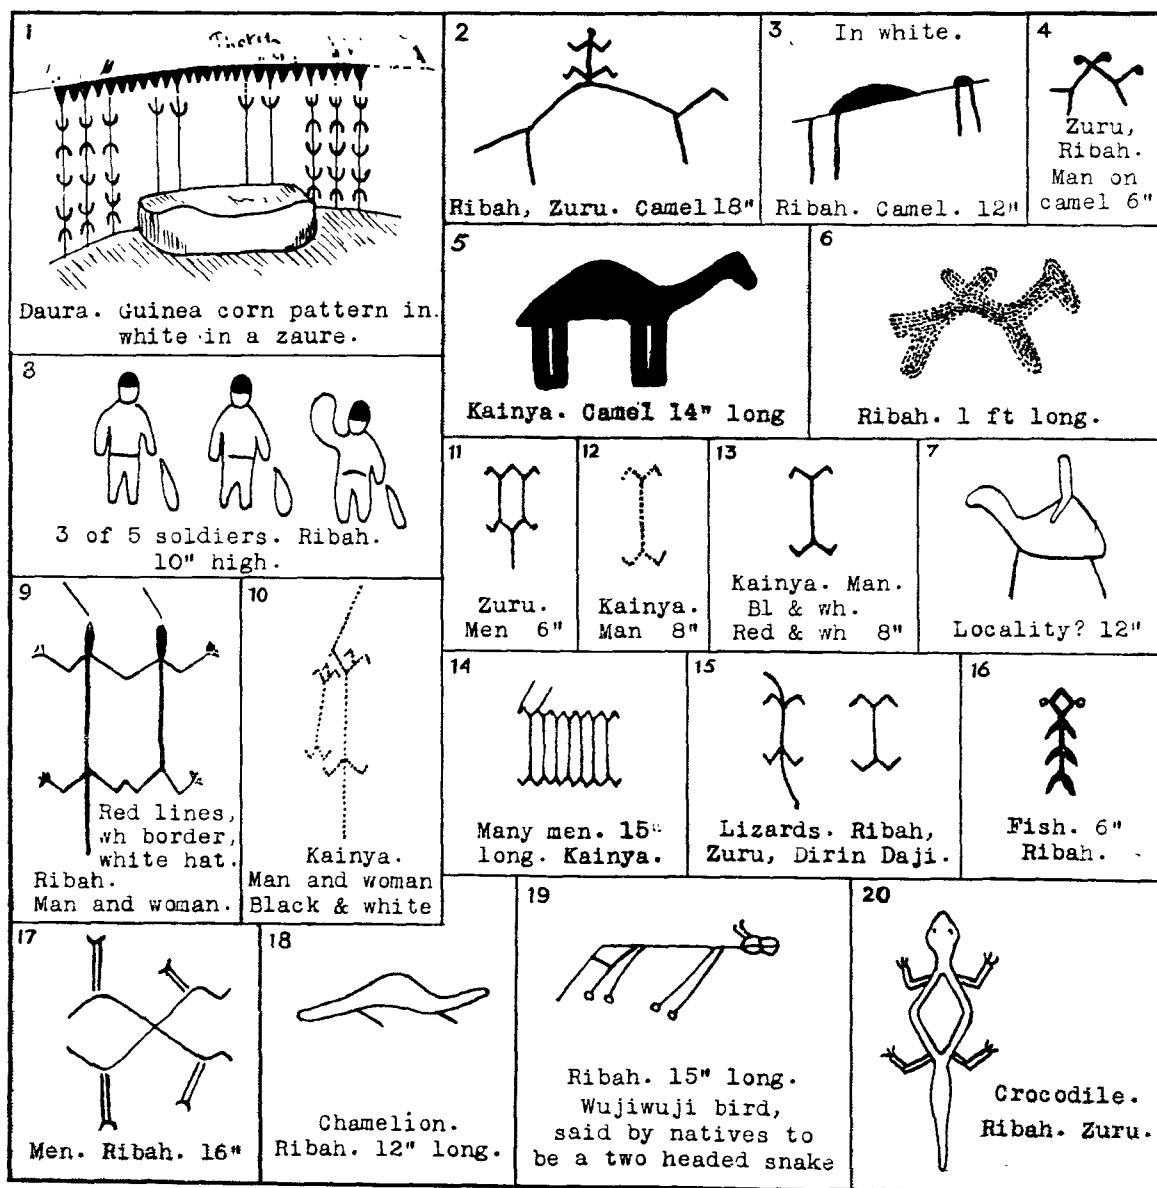 1
Daura. Guinea corn pattern in.
white in a zaure.
2
Ribah, Zuru. Camel 18"
3
In white.
Ribah. Camel. 12"
4
Zuru,
Ribah.
Man on
camel 6"
5
Kainya. Camel 14" long
6
Ribah. 1 ft long.
8
3 of 5 soldiers. Ribah.
10" high.
11
Zuru.
Men 6"
12
Kainya.
Man 8"
13
Kainya. Man.
Bl & wh.
Red & wh 8"
7
Locality? 12"
9
Red lines,
wh border,
white hat.
Ribah.
Man and woman.
10
Kainya.
Man and woman
Black & white
14
Many men. 15"
long. Kainya.
15
Lizards. Ribah,
Zuru, Dirin Daji.
16
Fish. 6"
Ribah.
17
Men. Ribah. 16"
18
Chamelion.
Ribah. 12" long.
19
Ribah. 15" long.
Wujiwuji bird,
said by natives to
be a two headed snake
20
Crocodile.
Ribah. Zuru.